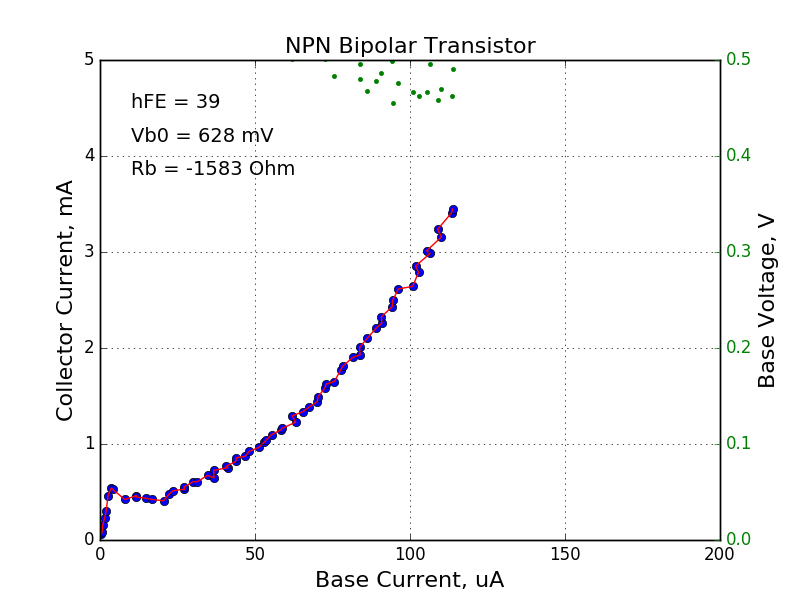 NPN Bipolar Transistor
hFE = 39
Vb0 = 628 mV
Rb = -1583 Ohm
Collector Current, mA
5
4
3
2
1
0
0.5
0.4
0.3
0.2
0.1
0.0
Base Voltage, V
0 50 100 150 200
Base Current, uA